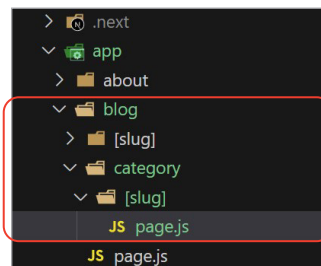 .next
app
about
blog
[slug]
category
[slug]
JS page.js
JS page.js